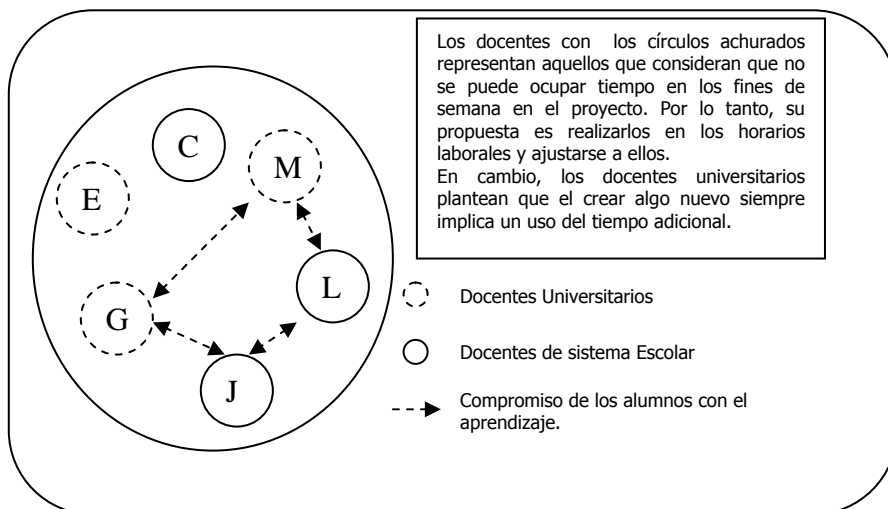 Los docentes con los círculos achurados
representan aquellos que consideran que no
se puede ocupar tiempo en los fines de
semana en el proyecto. Por lo tanto, su
propuesta es realizarlos en los horarios
laborales y ajustarse a ellos.
En cambio, los docentes universitarios
plantean que el crear algo nuevo siempre
implica un uso del tiempo adicional.
C
M
E
L
G
J
Docentes Universitarios
Docentes de sistema Escolar
Compromiso de los alumnos con el
aprendizaje.